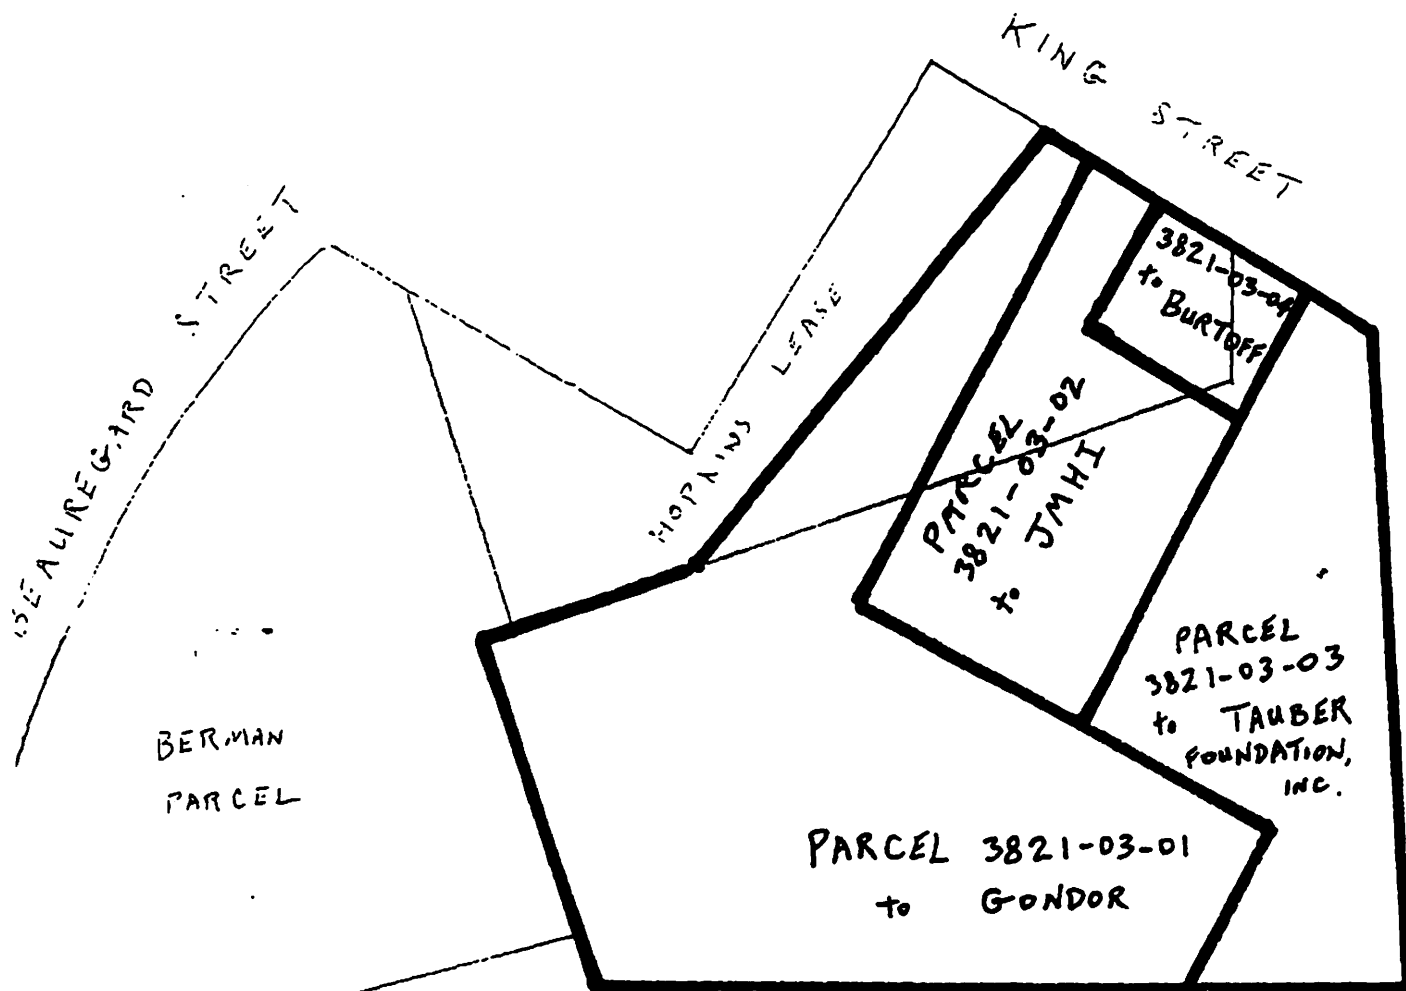 KING STREET
BEAUREGARD STREET
HOPKINS LEASE
3821-03-04
to BURTOFF
PARCEL
3821-03-02
to JMHI
PARCEL
3821-03-03
to TAUBER
FOUNDATION,
INC.
BERMAN
PARCEL
PARCEL 3821-03-01
to GONDOR